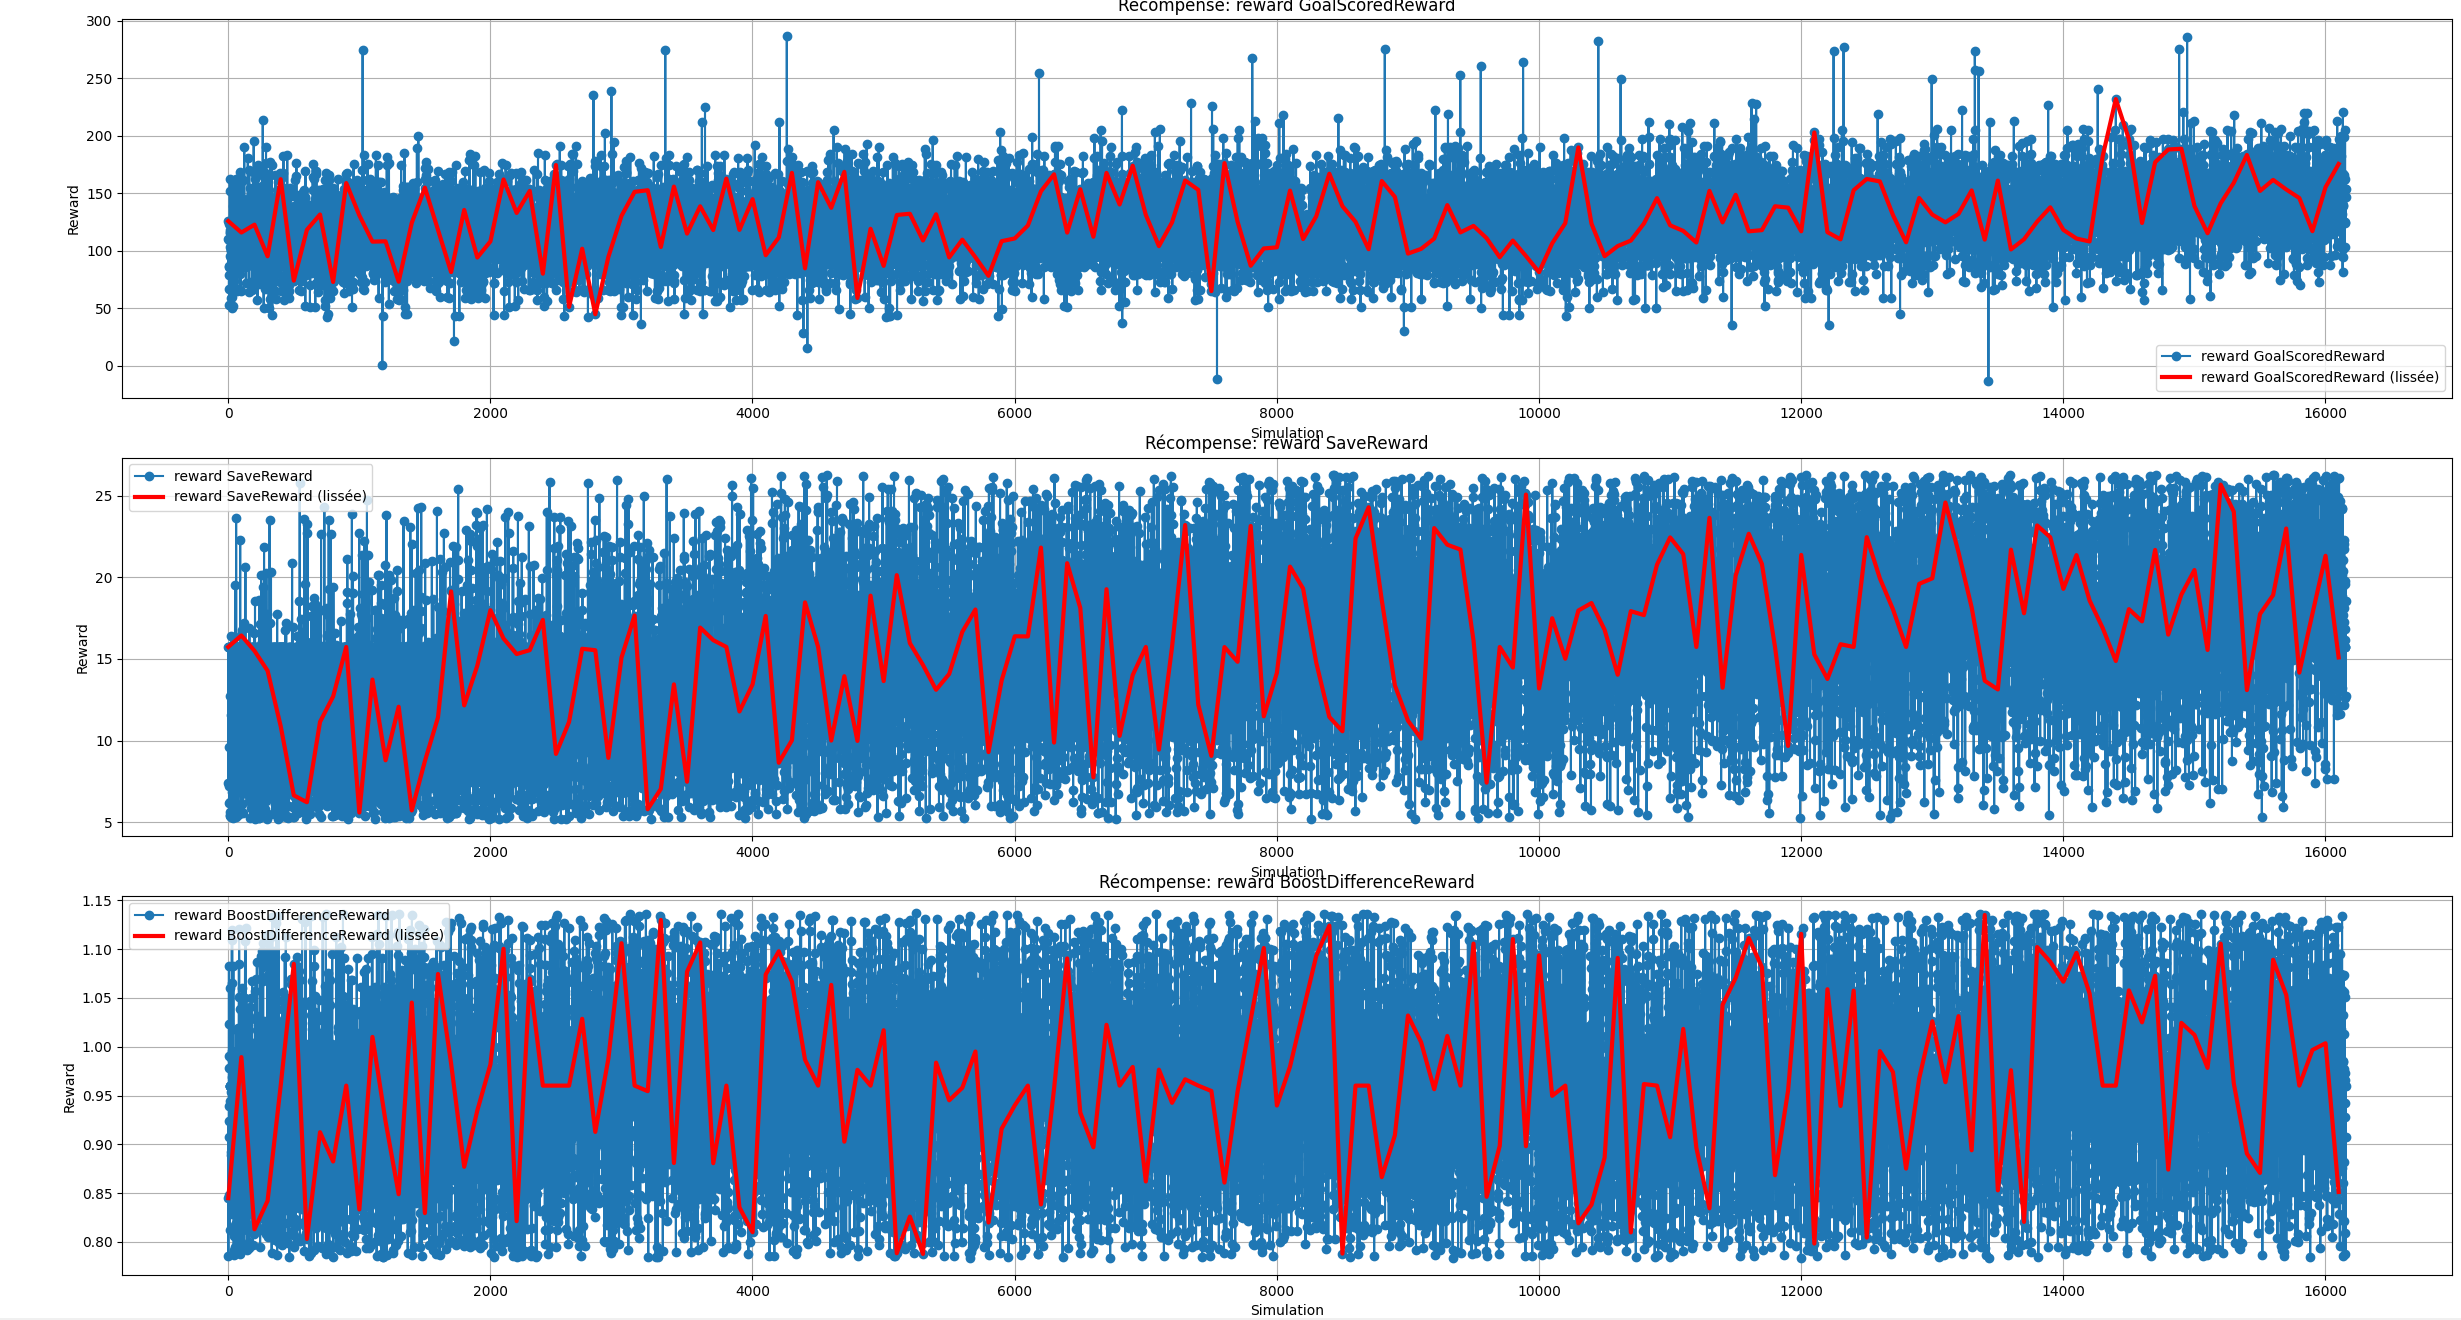 Récompense: reward GoalScoredReward
300
250
200
150
100
50
0
Reward
reward GoalScoredReward
reward GoalScoredReward (lissée)
0 2000 4000 6000 8000 10000 12000 14000 16000
Simulation
Récompense: reward SaveReward
reward SaveReward
reward SaveReward (lissée)
25
20
15
10
5
Reward
0 2000 4000 6000 8000 10000 12000 14000 16000
Simulation
Récompense: reward BoostDifferenceReward
reward BoostDifferenceReward
reward BoostDifferenceReward (lissée)
1.15
1.10
1.05
1.00
0.95
0.90
0.85
0.80
Reward
0 2000 4000 6000 8000 10000 12000 14000 16000
Simulation